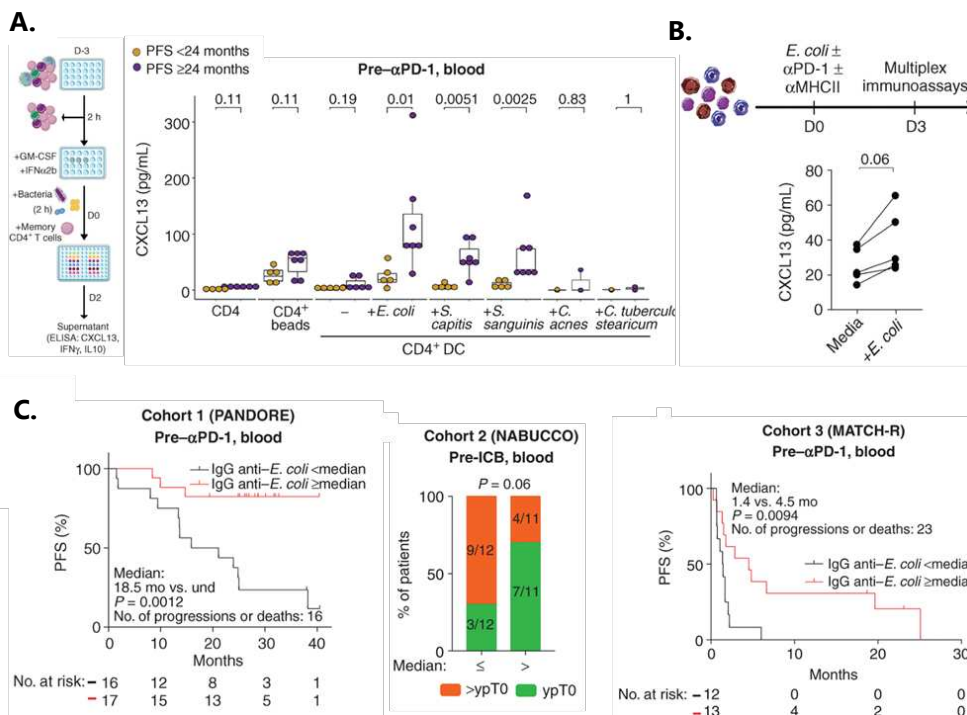 A.
D-3
2 h
+GM-CSF
+IFNα2b
+Bacteria
(2 h)
D0
+Memory
CD4⁺ T cells
D2
Supernatant
(ELISA: CXCL13,
IFNγ, IL10)
PFS <24 months
PFS ≥24 months
Pre–αPD-1, blood
0.11 0.11 0.19 0.01 0.0051 0.0025 0.83 1
CXCL13 (pg/mL)
300
200
100
0
CD4 CD4⁺ beads – +E. coli +S. capitis +S. sanguinis +C. acnes +C. tuberculo stearicum
CD4⁺ DC
B.
E. coli ±
αPD-1 ±
αMHCII
Multiplex
immunoassays
D0 D3
0.06
CXCL13 (pg/mL)
80
60
40
20
0
Media +E. coli
C.
Cohort 1 (PANDORE)
Pre–αPD-1, blood
IgG anti–E. coli <median
IgG anti–E. coli ≥median
PFS (%)
100
50
0
Median:
18.5 mo vs. und
P = 0.0012
No. of progressions or deaths: 16
0 10 20 30 40
Months
No. at risk: – 16 12 8 3 1
– 17 15 13 5 1
Cohort 2 (NABUCCO)
Pre-ICB, blood
P = 0.06
% of patients
100
50
0
9/12
3/12
4/11
7/11
Median: ≤ >
>ypT0 ypT0
Cohort 3 (MATCH-R)
Pre–αPD-1, blood
Median:
1.4 vs. 4.5 mo
P = 0.0094
No. of progressions or deaths: 23
IgG anti–E. coli <media
IgG anti–E. coli ≥media
PFS (%)
100
50
0
0 10 20 30
Months
No. at risk: – 12 0 0 0
– 13 4 2 0